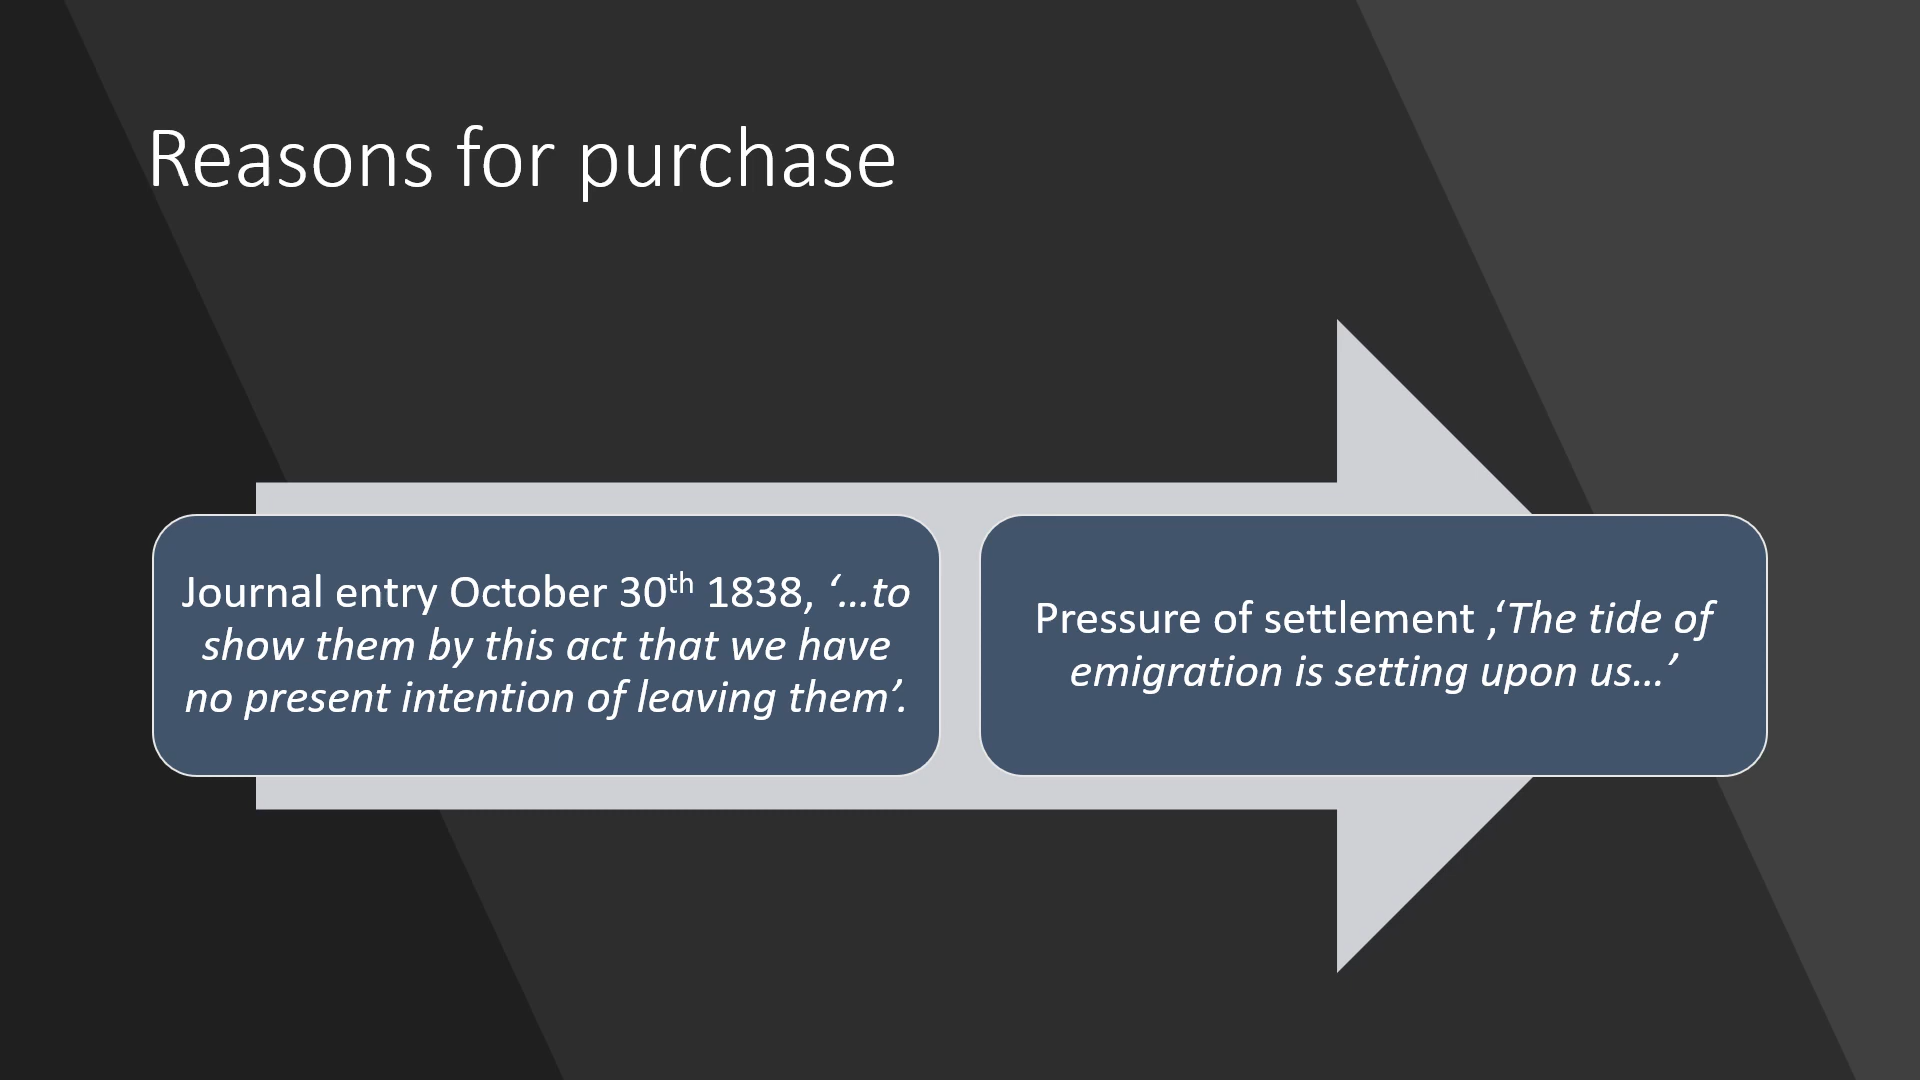 Reasons for purchase
Journal entry October 30th 1838, ‘…to
show them by this act that we have
no present intention of leaving them’.
Pressure of settlement ,‘The tide of
emigration is setting upon us…’